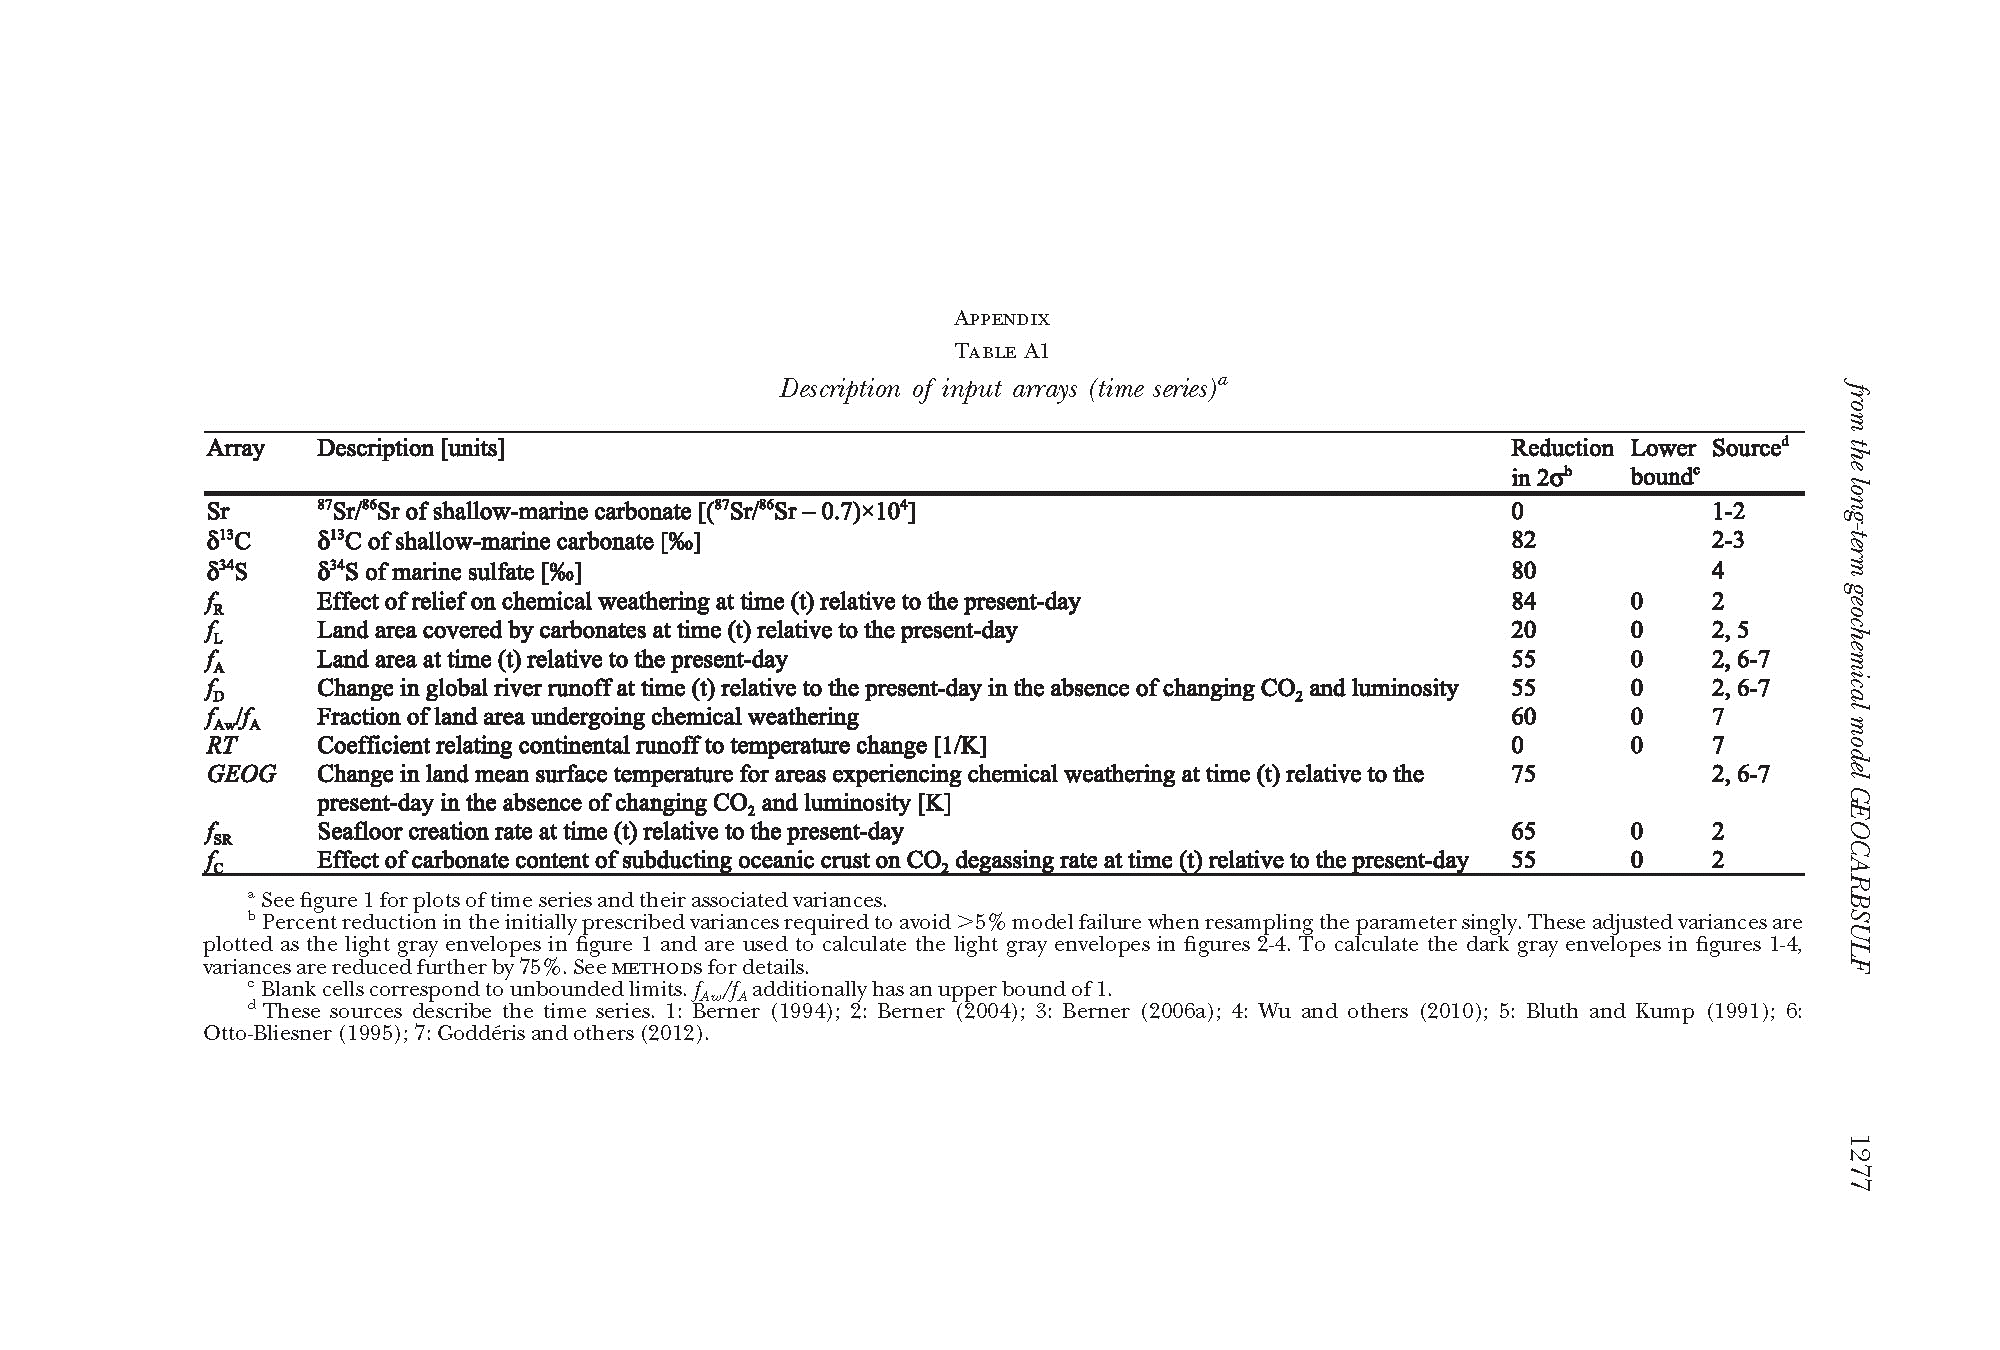 APPENDIX
TABLE A1
Description of input arrays (time series)ᵃ
Array Description [units] Reduction in 2σᵇ Lower boundᶜ Sourceᵈ
Sr ⁸⁷Sr/⁸⁶Sr of shallow-marine carbonate [(⁸⁷Sr/⁸⁶Sr – 0.7)×10⁴] 0 1-2
δ¹³C δ¹³C of shallow-marine carbonate [‰] 82 2-3
δ³⁴S δ³⁴S of marine sulfate [‰] 80 4
fR Effect of relief on chemical weathering at time (t) relative to the present-day 84 0 2
fL Land area covered by carbonates at time (t) relative to the present-day 20 0 2, 5
fA Land area at time (t) relative to the present-day 55 0 2, 6-7
fD Change in global river runoff at time (t) relative to the present-day in the absence of changing CO₂ and luminosity 55 0 2, 6-7
fAw/fA Fraction of land area undergoing chemical weathering 60 0 7
RT Coefficient relating continental runoff to temperature change [1/K] 0 0 7
GEOG Change in land mean surface temperature for areas experiencing chemical weathering at time (t) relative to the 75 2, 6-7
present-day in the absence of changing CO₂ and luminosity [K]
fSR Seafloor creation rate at time (t) relative to the present-day 65 0 2
fC Effect of carbonate content of subducting oceanic crust on CO₂ degassing rate at time (t) relative to the present-day 55 0 2
ᵃ See figure 1 for plots of time series and their associated variances.
ᵇ Percent reduction in the initially prescribed variances required to avoid >5% model failure when resampling the parameter singly. These adjusted variances are
plotted as the light gray envelopes in figure 1 and are used to calculate the light gray envelopes in figures 2-4. To calculate the dark gray envelopes in figures 1-4,
variances are reduced further by 75%. See METHODS for details.
ᶜ Blank cells correspond to unbounded limits. fAw/fA additionally has an upper bound of 1.
ᵈ These sources describe the time series. 1: Berner (1994); 2: Berner (2004); 3: Berner (2006a); 4: Wu and others (2010); 5: Bluth and Kump (1991); 6:
Otto-Bliesner (1995); 7: Goddéris and others (2012).
from the long-term geochemical model GEOCARBSULF
1277